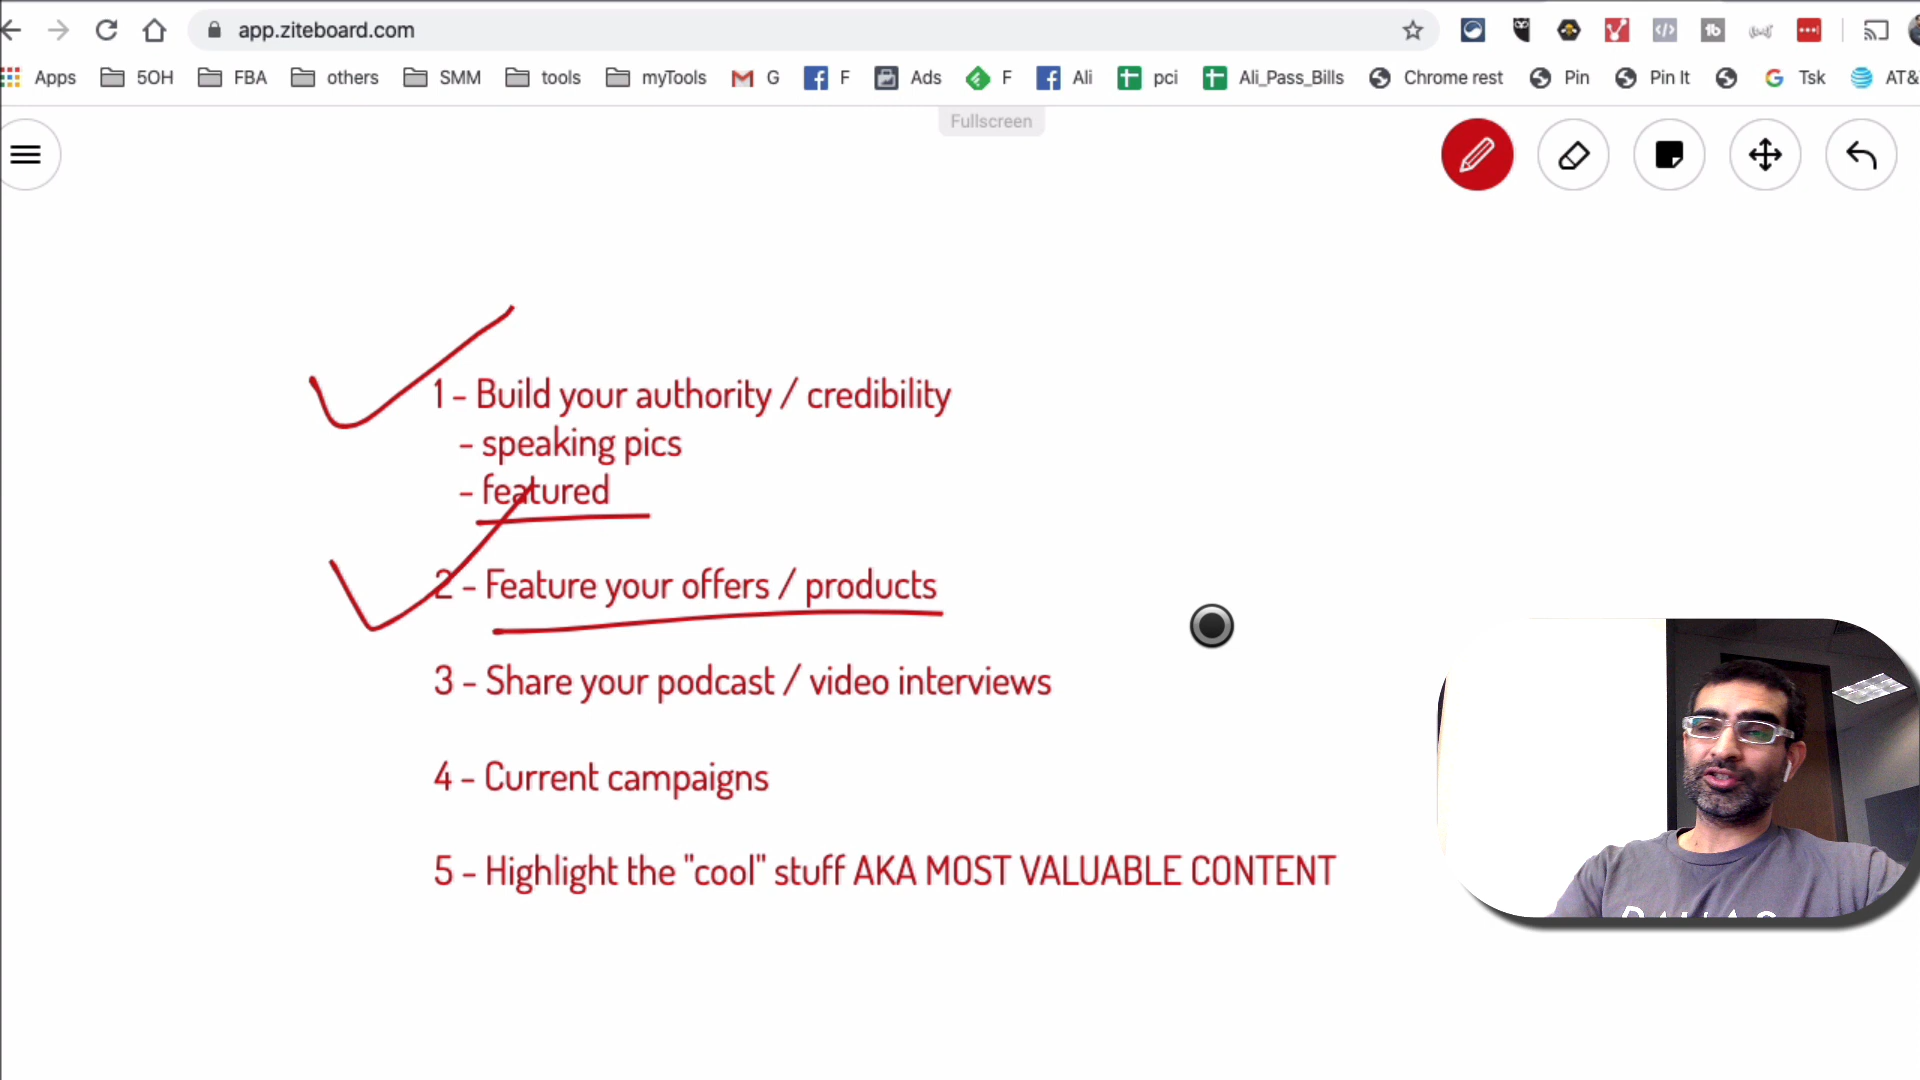 app.ziteboard.com
Apps 5OH FBA others SMM tools myTools G F Ads F Ali pci Ali_Pass_Bills Chrome rest Pin Pin It Tsk AT&
Fullscreen
1 - Build your authority / credibility
- speaking pics
- featured
2 - Feature your offers / products
3 - Share your podcast / video interviews
4 - Current campaigns
5 - Highlight the "cool" stuff AKA MOST VALUABLE CONTENT